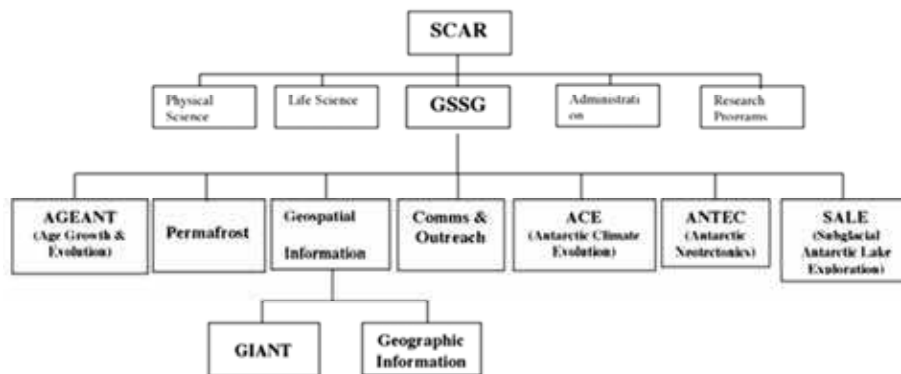 SCAR
Physical
Science
Life Science
GSSG
Administrati
on
Research
Programs
AGEANT
(Age Growth &
Evolution)
Permafrost
Geospatial
Information
Comms &
Outreach
ACE
(Antarctic Climate
Evolution)
ANTEC
(Antarctic
Neotectonics)
SALE
(Subglacial
Antarctic Lake
Exploration)
GIANT
Geographic
Information